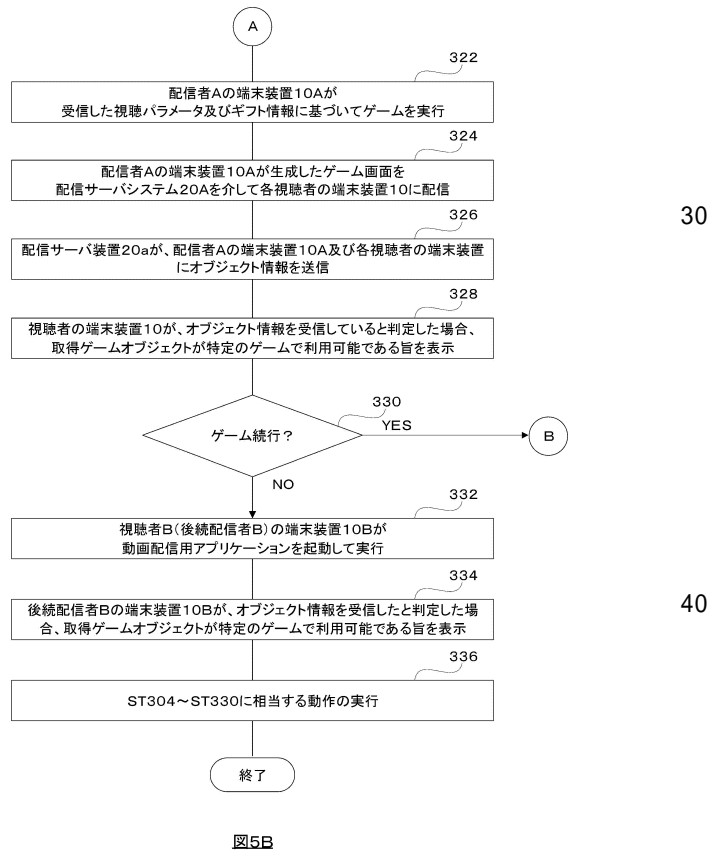 A
322
配信者Aの端末装置10Aが
受信した視聴パラメータ及びギフト情報に基づいてゲームを実行
324
配信者Aの端末装置10Aが生成したゲーム画面を
配信サーバシステム20Aを介して各視聴者の端末装置10に配信
30
326
配信サーバ装置20aが、配信者Aの端末装置10A及び各視聴者の端末装置
にオブジェクト情報を送信
328
視聴者の端末装置10が、オブジェクト情報を受信していると判定した場合、
取得ゲームオブジェクトが特定のゲームで利用可能である旨を表示
330
ゲーム続行？
YES
B
NO
332
視聴者B(後続配信者B)の端末装置10Bが
動画配信用アプリケーションを起動して実行
334
後続配信者Bの端末装置10Bが、オブジェクト情報を受信したと判定した場
合、取得ゲームオブジェクトが特定のゲームで利用可能である旨を表示
40
336
ST304～ST330に相当する動作の実行
終了
図5B